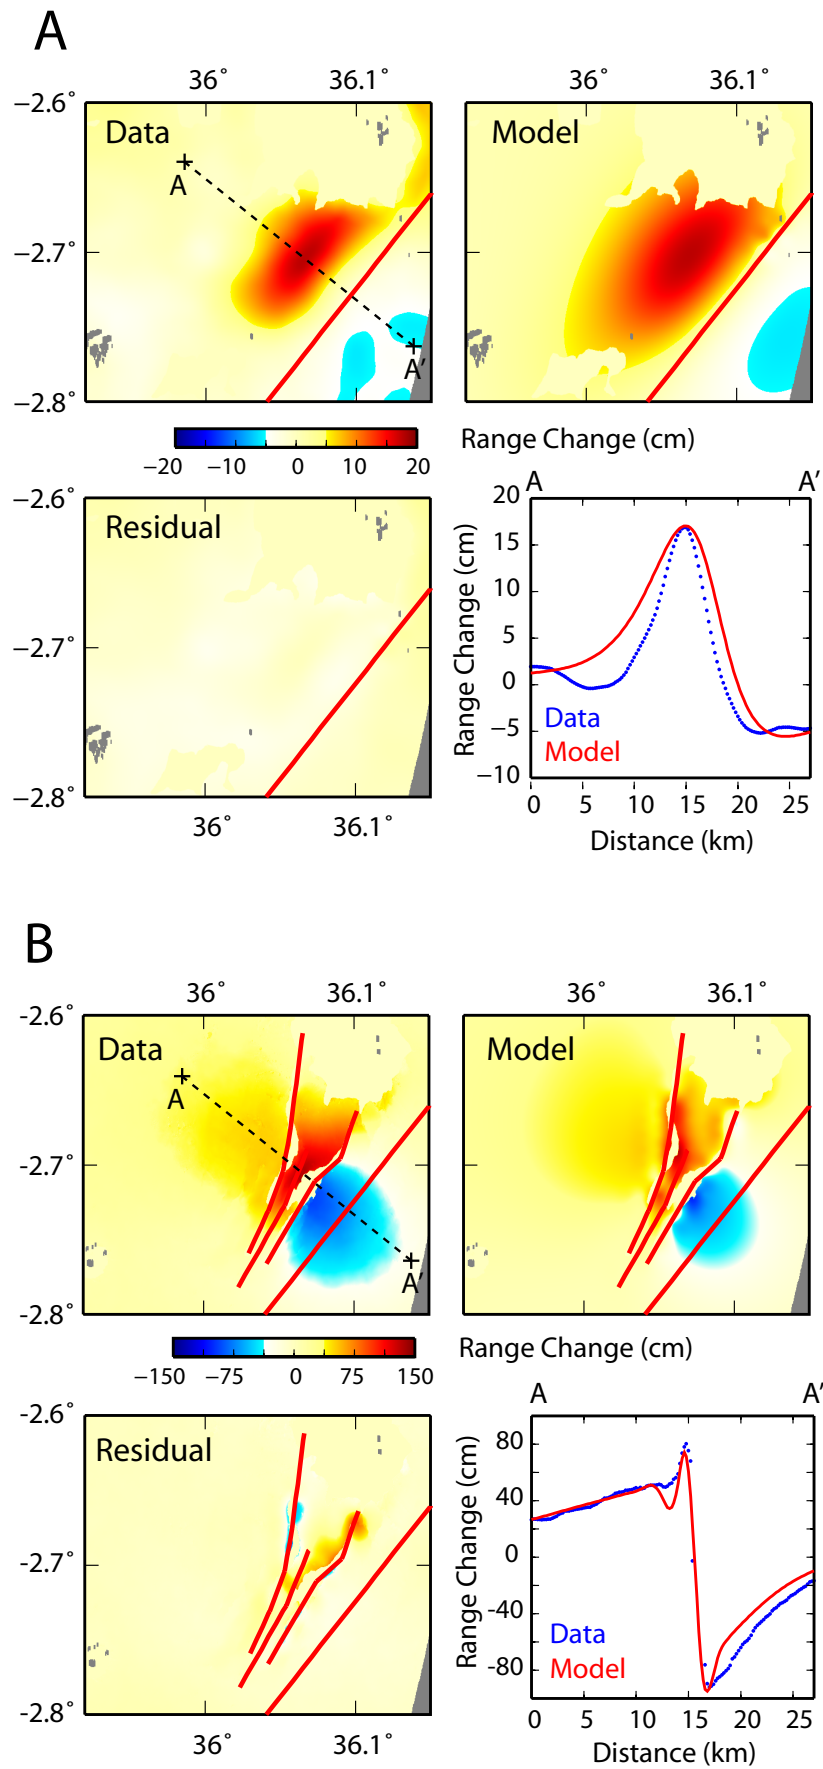 A
36° 36.1° 36° 36.1°
−2.6° Data Model
A
−2.7°
A'
−2.8°
−20 −10 0 10 20 Range Change (cm)
−2.6° Residual
−2.7°
−2.8°
36° 36.1°
A A'
20
15
10
5
0
−5
−10
Range Change (cm)
Data
Model
0 5 10 15 20 25
Distance (km)
B
36° 36.1° 36° 36.1°
-2.6° Data Model
A
-2.7°
A'
-2.8°
−150 −75 0 75 150 Range Change (cm)
-2.6° Residual
-2.7°
-2.8°
36° 36.1°
A A'
80
40
0
-40
-80
Range Change (cm)
Data
Model
0 5 10 15 20 25
Distance (km)